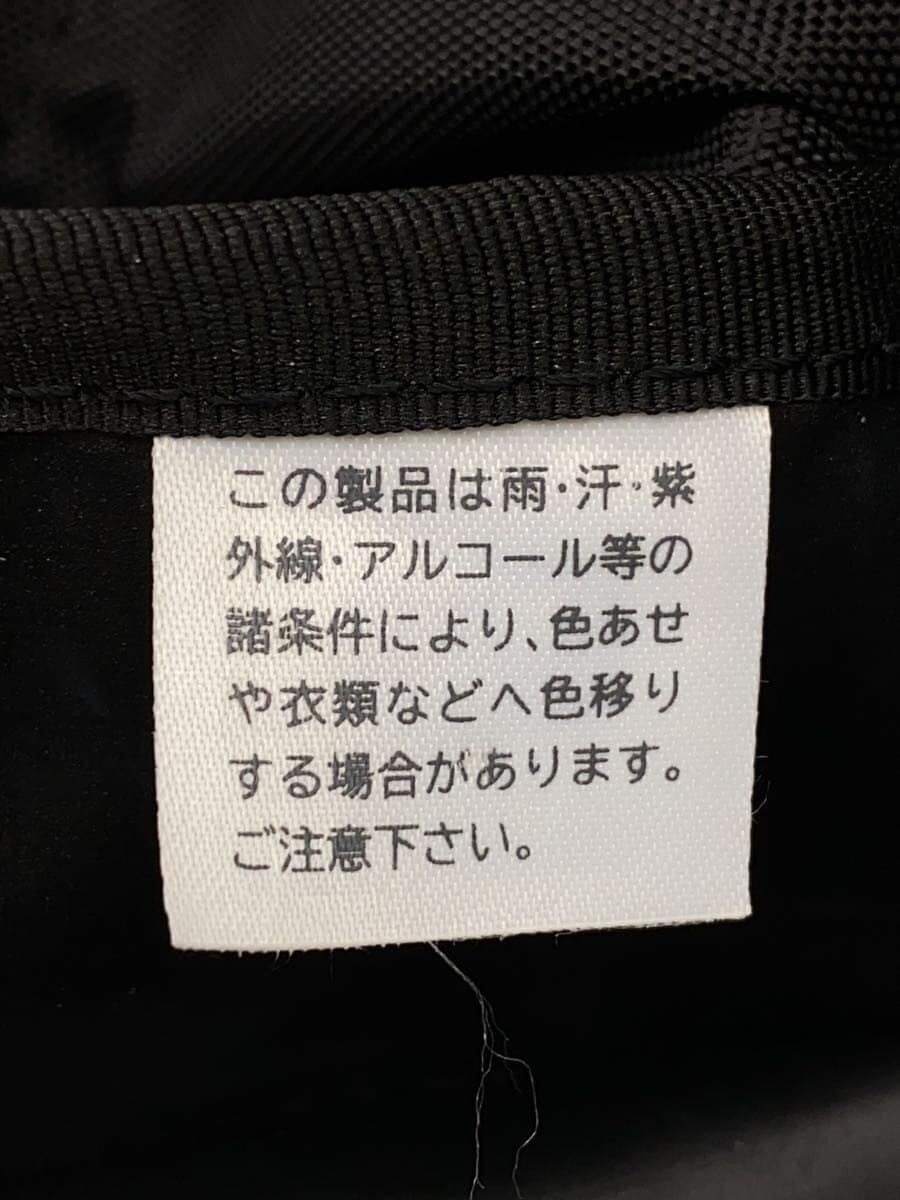 この製品は雨・汗・紫
外線・アルコール等の
諸条件により、色あせ
や衣類などへ色移り
する場合があります。
ご注意下さい。